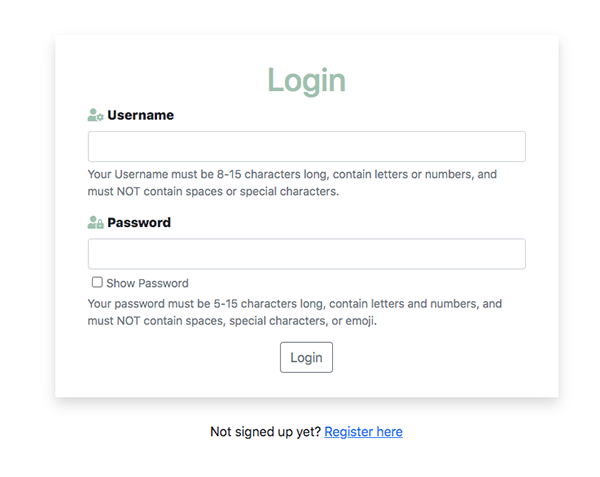 Login
Username
Your Username must be 8-15 characters long, contain letters or numbers, and
must NOT contain spaces or special characters.
Password
Show Password
Your password must be 5-15 characters long, contain letters and numbers, and
must NOT contain spaces, special characters, or emoji.
Login
Not signed up yet? Register here